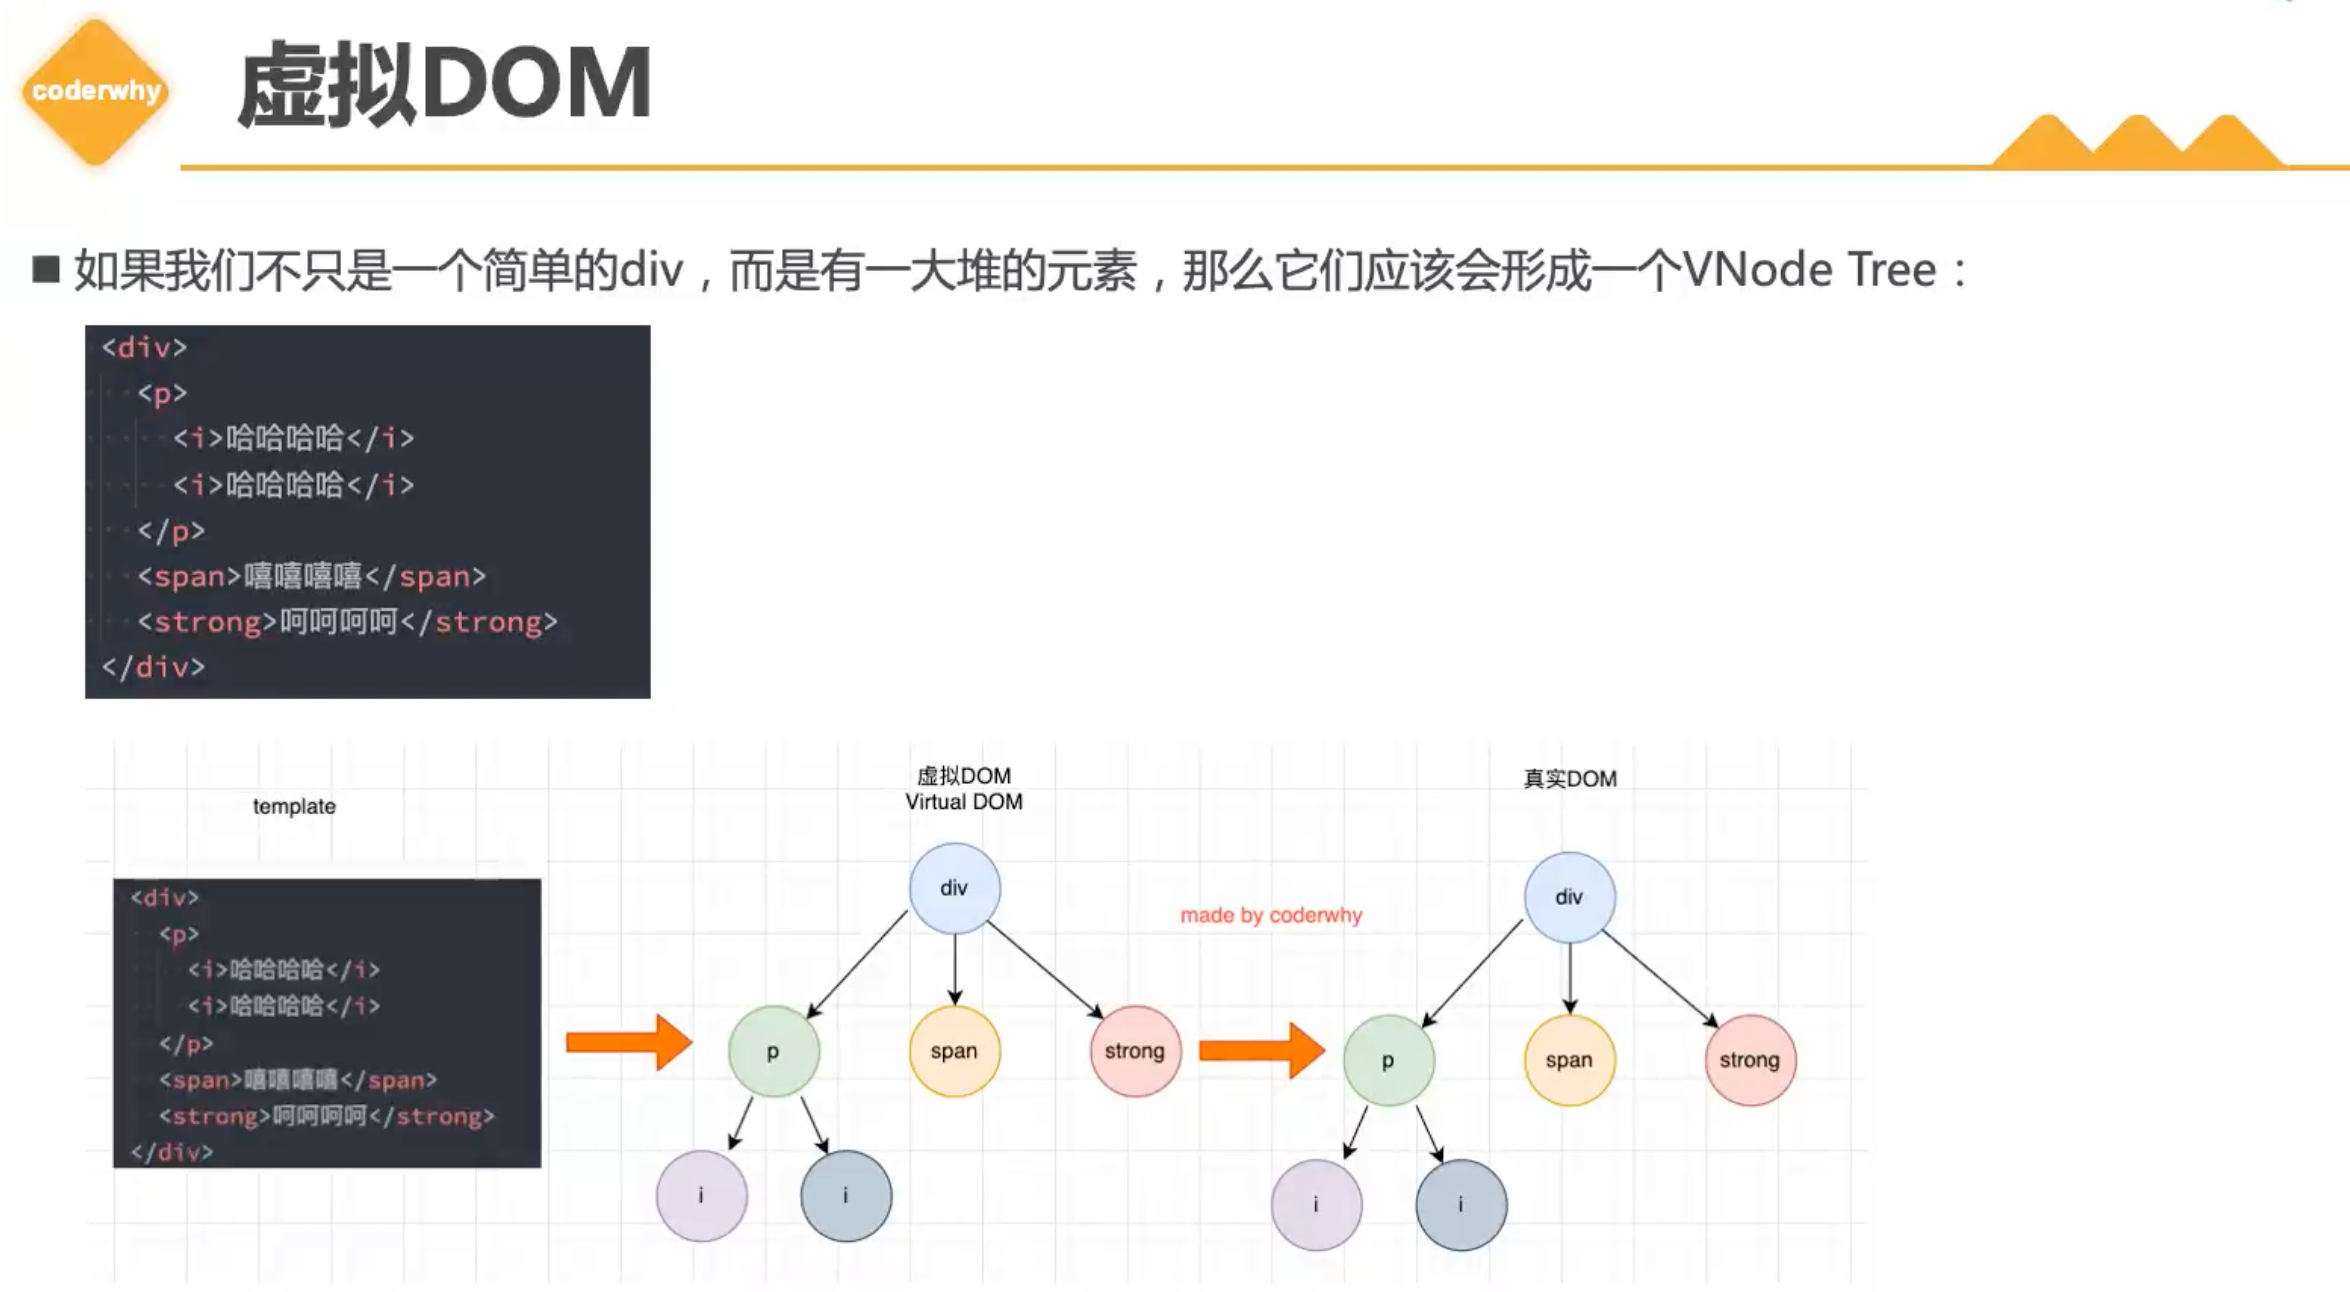 coderwhy
虚拟DOM
■ 如果我们不只是一个简单的div，而是有一大堆的元素，那么它们应该会形成一个VNode Tree：
<div>
<p>
<i>哈哈哈哈</i>
<i>哈哈哈哈</i>
</p>
<span>嘻嘻嘻嘻</span>
<strong>呵呵呵呵</strong>
</div>
template
<div>
<p>
<i>哈哈哈哈</i>
<i>哈哈哈哈</i>
</p>
<span>嘻嘻嘻嘻</span>
<strong>呵呵呵呵</strong>
</div>
虚拟DOM
Virtual DOM
div
p
span
strong
i
i
made by coderwhy
真实DOM
div
p
span
strong
i
i